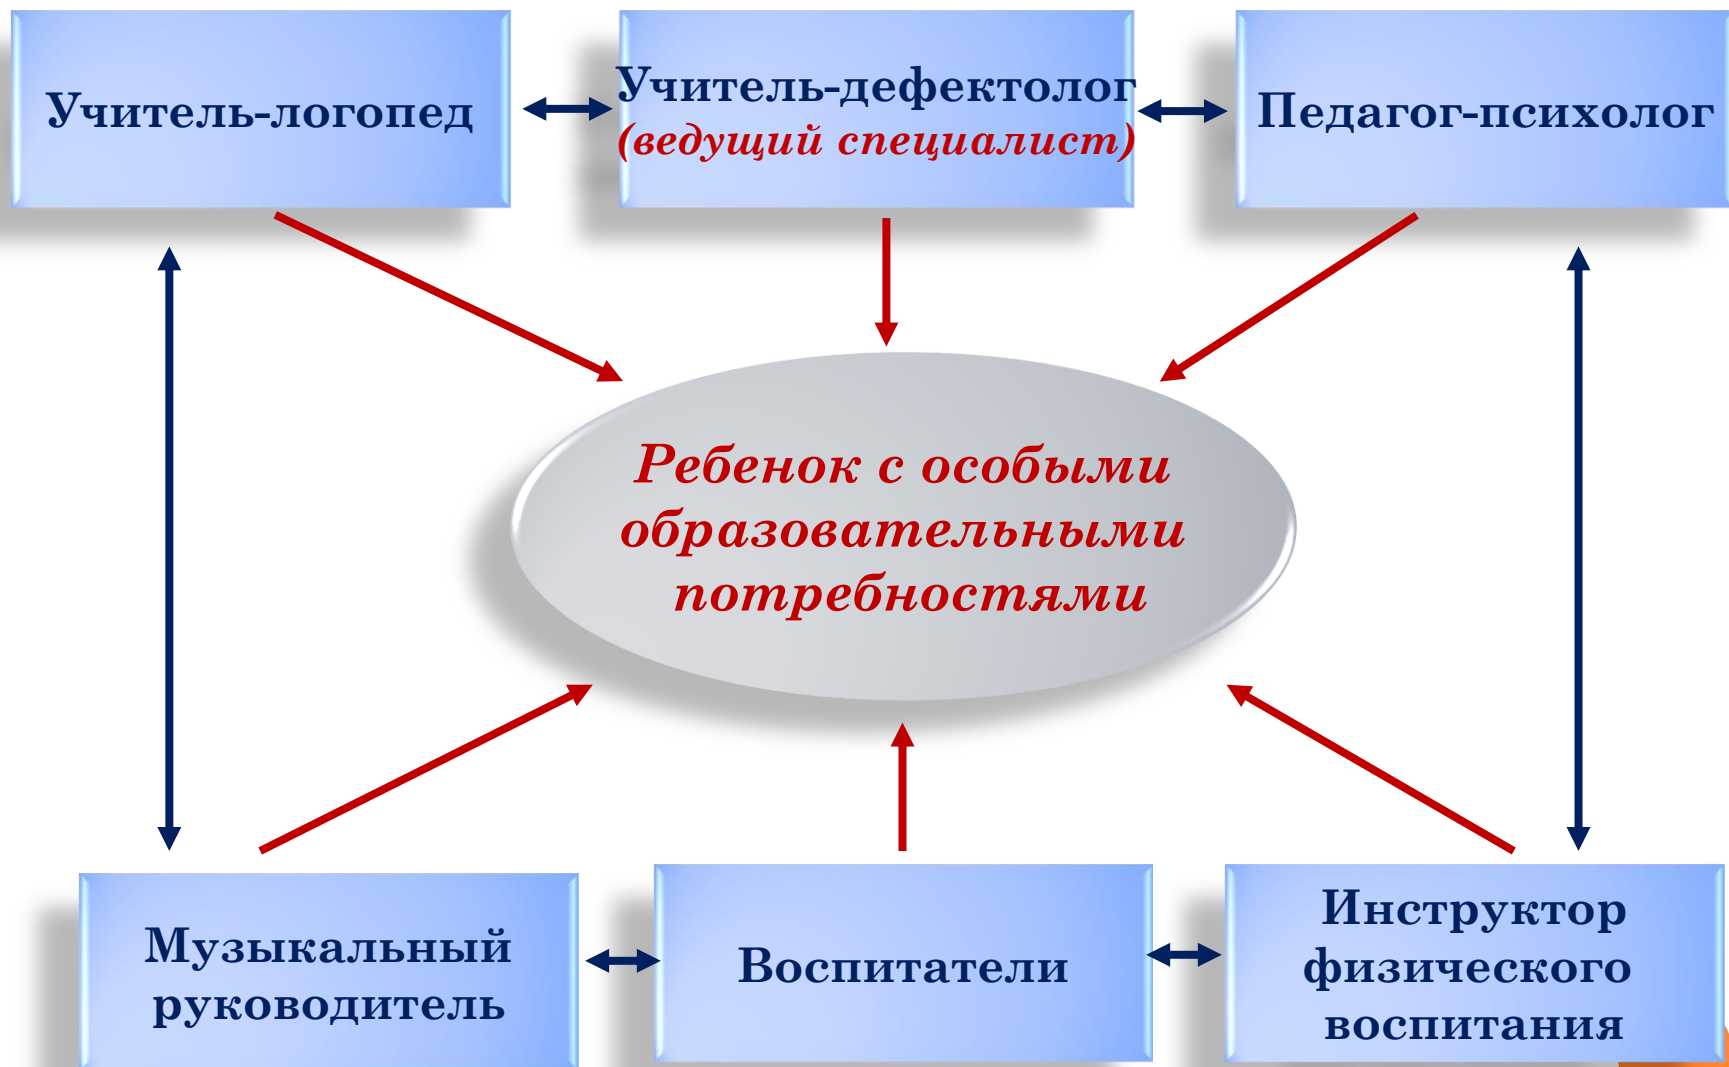 Учитель-логопед
Учитель-дефектолог
(ведущий специалист)
Педагог-психолог
Ребенок с особыми
образовательными
потребностями
Музыкальный
руководитель
Воспитатели
Инструктор
физического
воспитания